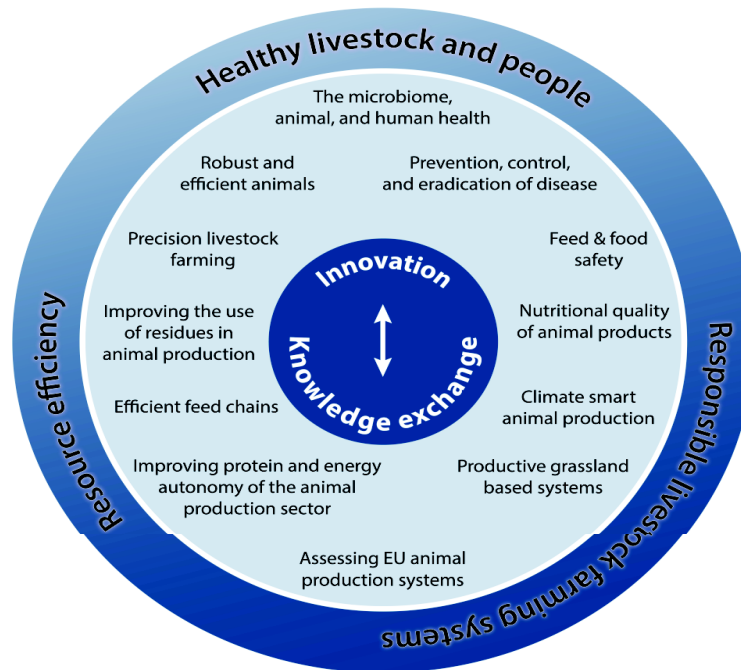 Healthy livestock and people
The microbiome,
animal, and human health
Robust and
efficient animals
Prevention, control,
and eradication of disease
Precision livestock
farming
Feed & food
safety
Innovation
Knowledge exchange
Improving the use
of residues in
animal production
Nutritional quality
of animal products
Efficient feed chains
Climate smart
animal production
Improving protein and energy
autonomy of the animal
production sector
Productive grassland
based systems
Assessing EU animal
production systems
Resource efficiency
Responsible livestock farming systems